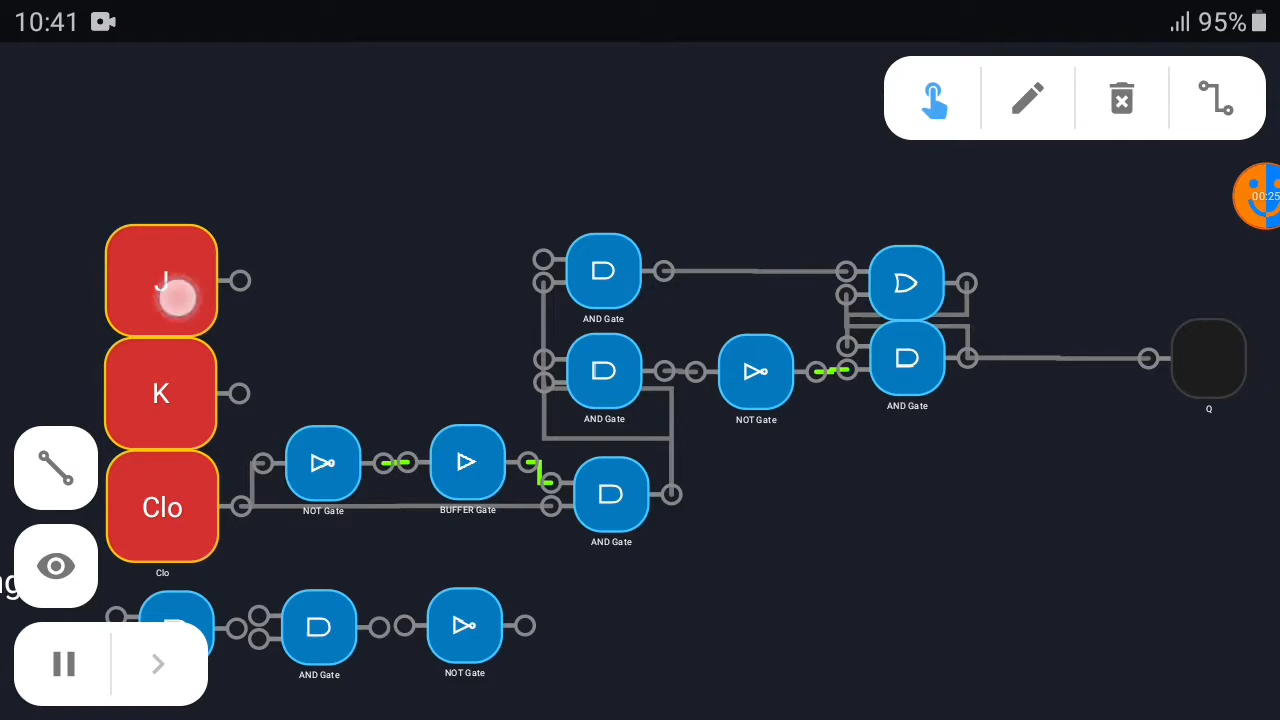 10:41
95%
00:25
J
K
Clo
Clo
AND Gate
AND Gate
NOT Gate
AND Gate
Q
NOT Gate
BUFFER Gate
AND Gate
AND Gate
NOT Gate